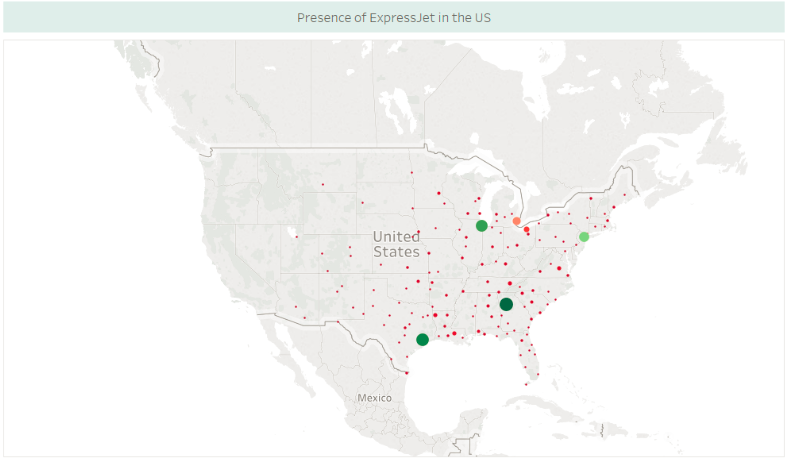 Presence of ExpressJet in the US
United
States
Mexico